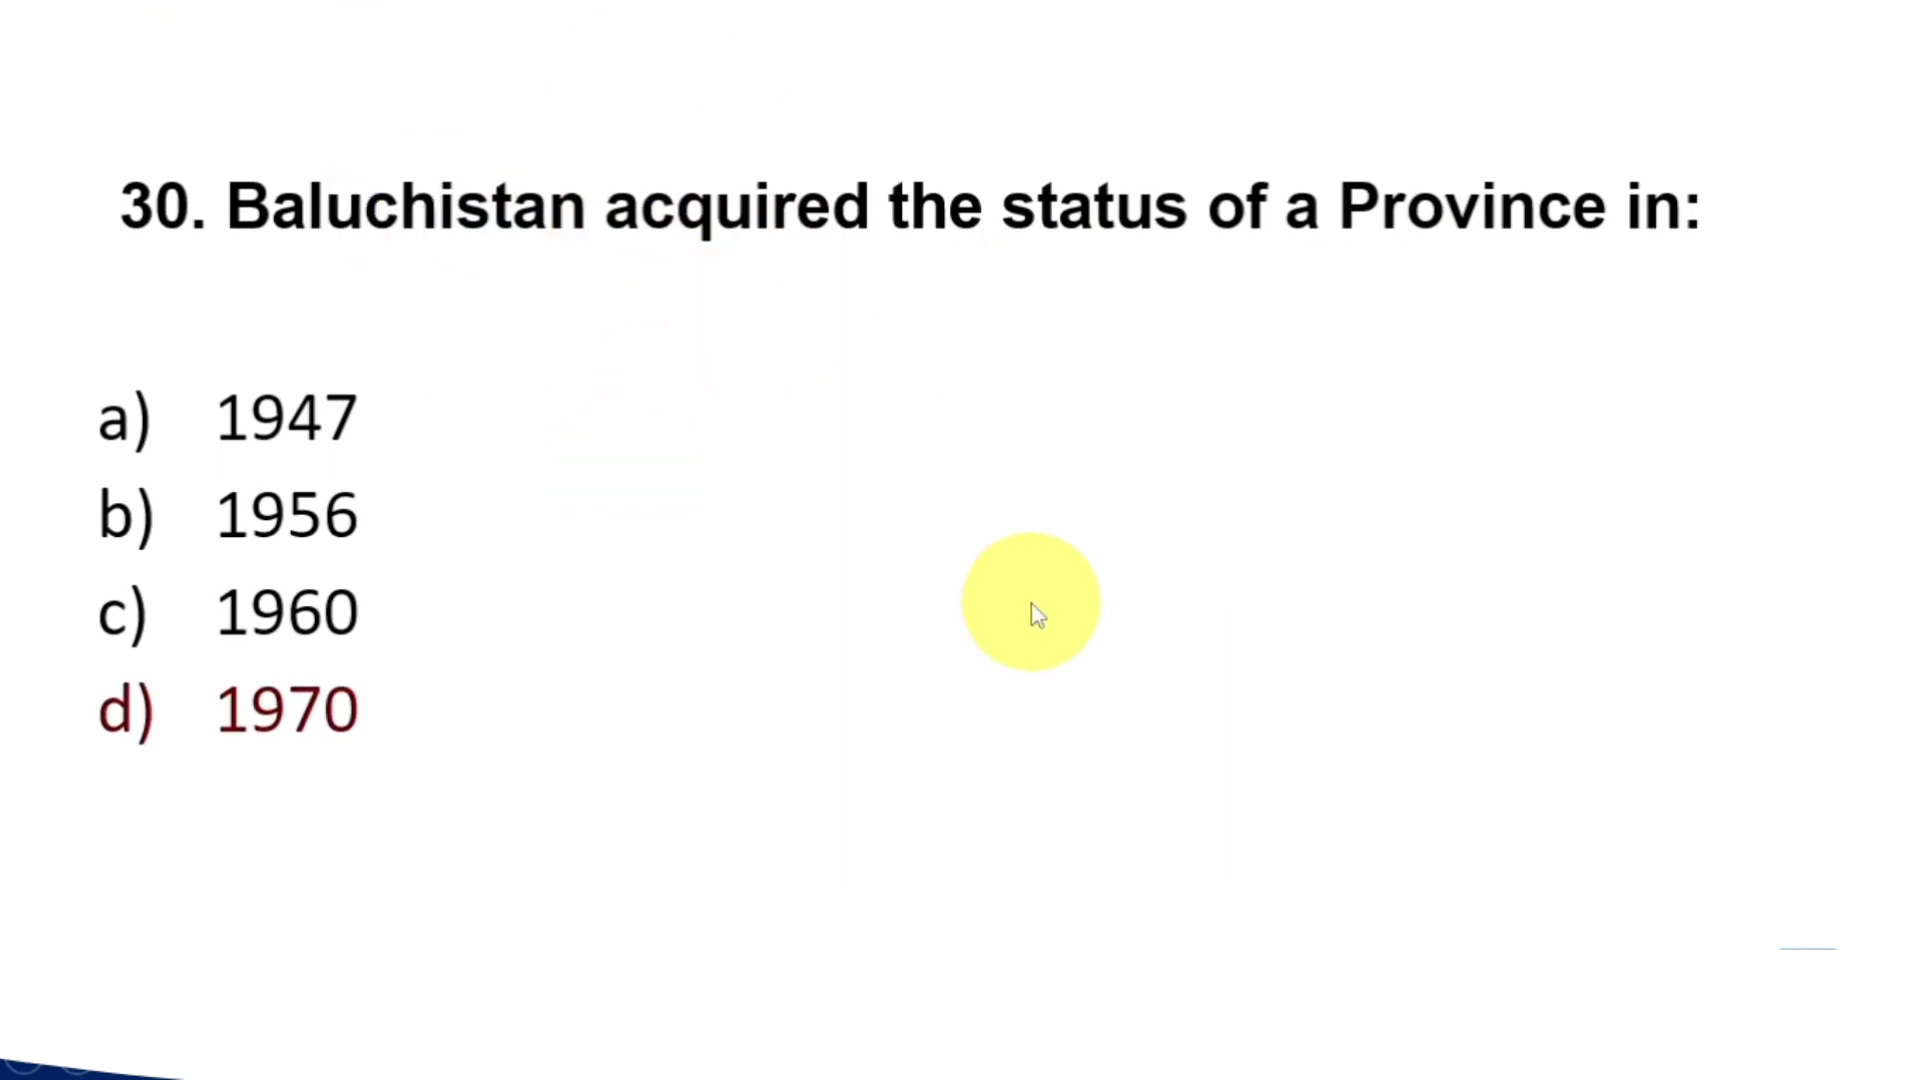 30. Baluchistan acquired the status of a Province in:
a) 1947
b) 1956
c) 1960
d) 1970